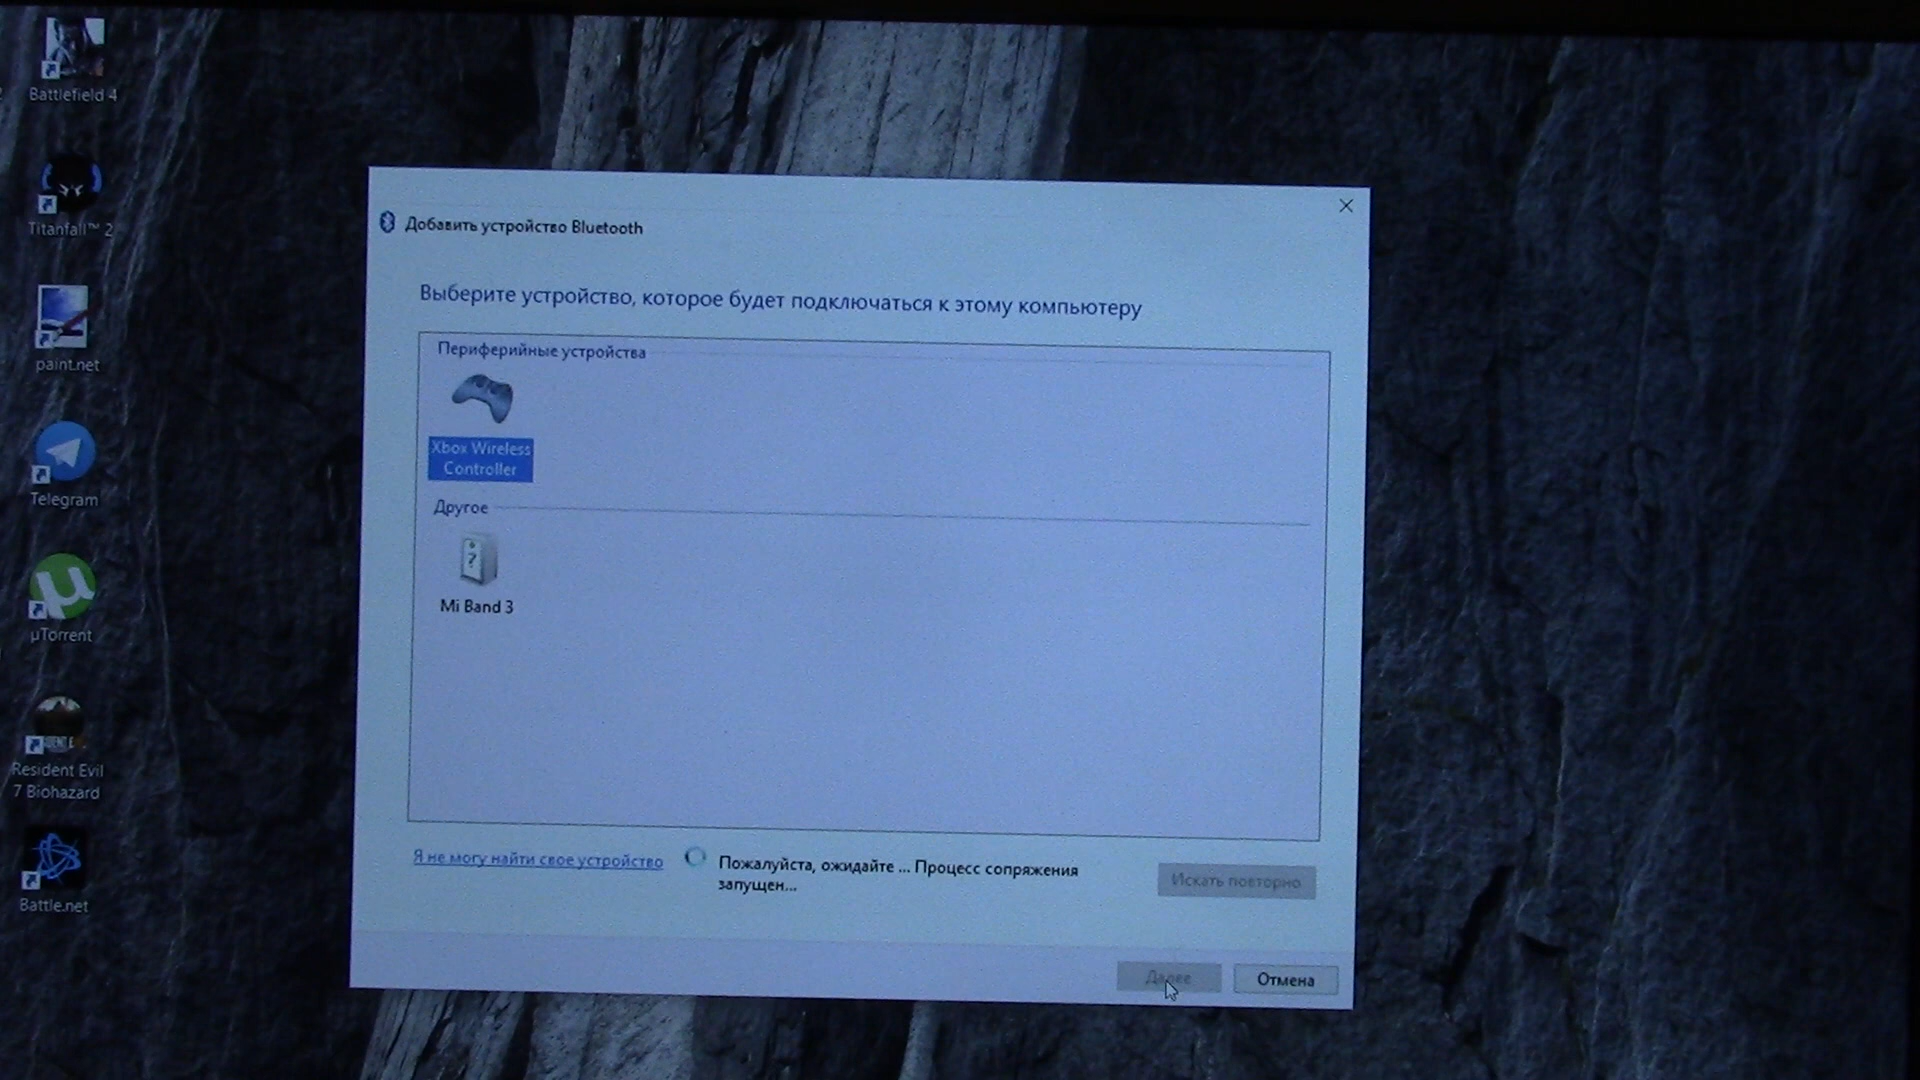 Battlefield 4
Titanfall™ 2
paint.net
Telegram
µTorrent
Resident Evil
7 Biohazard
Battle.net
Добавить устройство Bluetooth
Выберите устройство, которое будет подключаться к этому компьютеру
Периферийные устройства
Xbox Wireless
Controller
Другое
Mi Band 3
Я не могу найти свое устройство
Пожалуйста, ожидайте ... Процесс сопряжения
запущен...
Искать повторно
Далее
Отмена